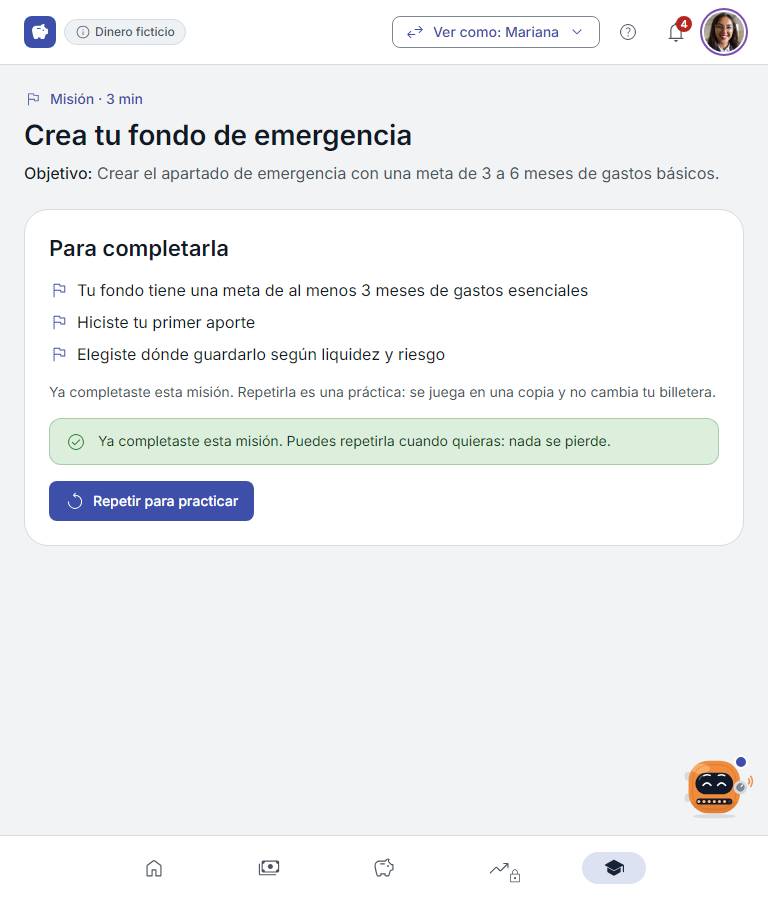 Dinero ficticio
Ver como: Mariana
4
Misión · 3 min
Crea tu fondo de emergencia
Objetivo: Crear el apartado de emergencia con una meta de 3 a 6 meses de gastos básicos.
Para completarla
Tu fondo tiene una meta de al menos 3 meses de gastos esenciales
Hiciste tu primer aporte
Elegiste dónde guardarlo según liquidez y riesgo
Ya completaste esta misión. Repetirla es una práctica: se juega en una copia y no cambia tu billetera.
Ya completaste esta misión. Puedes repetirla cuando quieras: nada se pierde.
Repetir para practicar